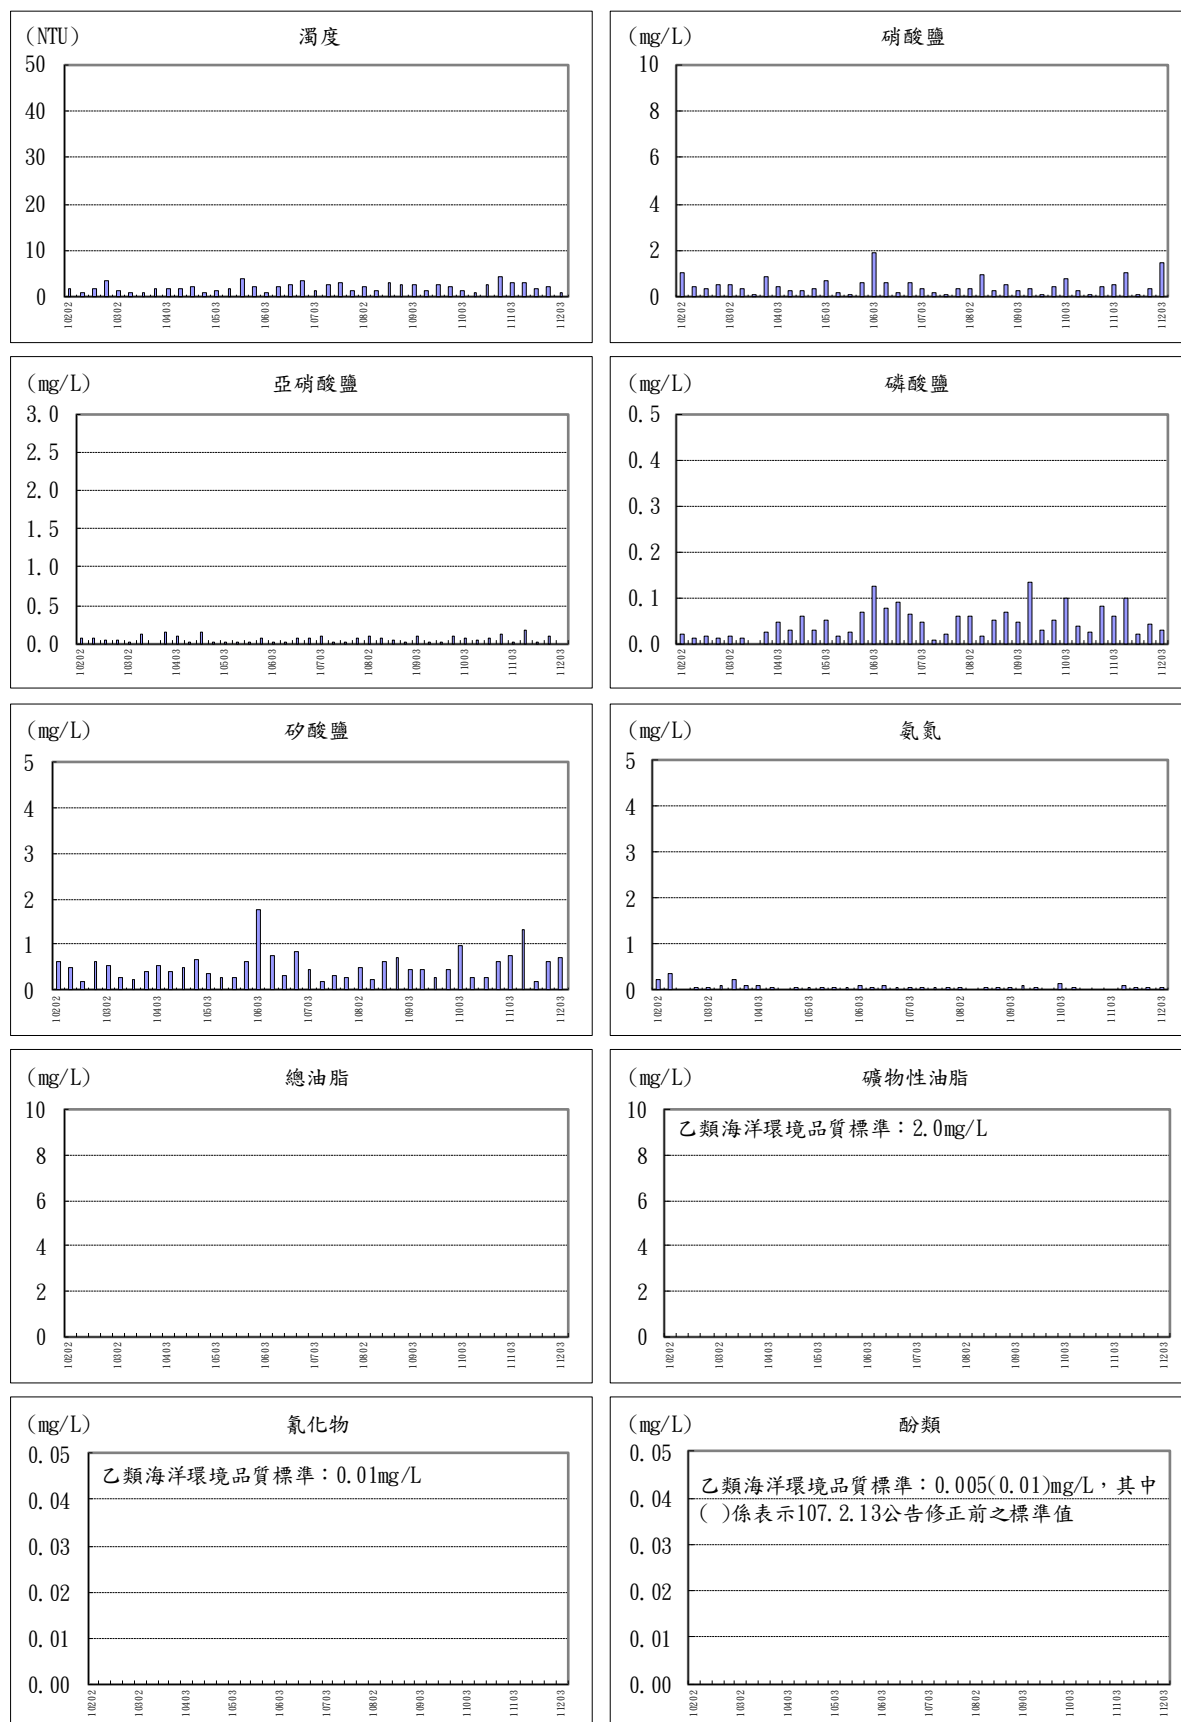 (NTU) 濁度
50
40
30
20
10
0
10202 10302 10403 10503 10603 10703 10802 10903 11003 11103 11203
(mg/L) 硝酸鹽
10
8
6
4
2
0
10202 10302 10403 10503 10603 10703 10802 10903 11003 11103 11203
(mg/L) 亞硝酸鹽
3.0
2.5
2.0
1.5
1.0
0.5
0.0
10202 10302 10403 10503 10603 10703 10802 10903 11003 11103 11203
(mg/L) 磷酸鹽
0.5
0.4
0.3
0.2
0.1
0.0
10202 10302 10403 10503 10603 10703 10802 10903 11003 11103 11203
(mg/L) 矽酸鹽
5
4
3
2
1
0
10202 10302 10403 10503 10603 10703 10802 10903 11003 11103 11203
(mg/L) 氨氮
5
4
3
2
1
0
10202 10302 10403 10503 10603 10703 10802 10903 11003 11103 11203
(mg/L) 總油脂
10
8
6
4
2
0
10202 10302 10403 10503 10603 10703 10802 10903 11003 11103 11203
(mg/L) 礦物性油脂
乙類海洋環境品質標準：2.0mg/L
10
8
6
4
2
0
10202 10302 10403 10503 10603 10703 10802 10903 11003 11103 11203
(mg/L) 氰化物
乙類海洋環境品質標準：0.01mg/L
0.05
0.04
0.03
0.02
0.01
0.00
10202 10302 10403 10503 10603 10703 10802 10903 11003 11103 11203
(mg/L) 酚類
乙類海洋環境品質標準：0.005(0.01)mg/L，其中
( )係表示107.2.13公告修正前之標準值
0.05
0.04
0.03
0.02
0.01
0.00
10202 10302 10403 10503 10603 10703 10802 10903 11003 11103 11203